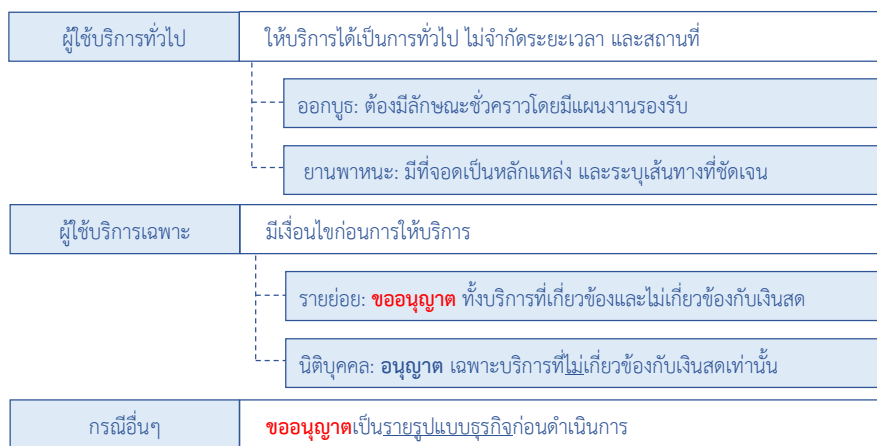 ผู้ใช้บริการทั่วไป ให้บริการได้เป็นการทั่วไป ไม่จำกัดระยะเวลา และสถานที่
ออกบูธ: ต้องมีลักษณะชั่วคราวโดยมีแผนงานรองรับ
ยานพาหนะ: มีที่จอดเป็นหลักแหล่ง และระบุเส้นทางที่ชัดเจน
ผู้ใช้บริการเฉพาะ มีเงื่อนไขก่อนการให้บริการ
รายย่อย: ขออนุญาต ทั้งบริการที่เกี่ยวข้องและไม่เกี่ยวข้องกับเงินสด
นิติบุคคล: อนุญาต เฉพาะบริการที่ไม่เกี่ยวข้องกับเงินสดเท่านั้น
กรณีอื่นๆ ขออนุญาตเป็นรายรูปแบบธุรกิจก่อนดำเนินการ